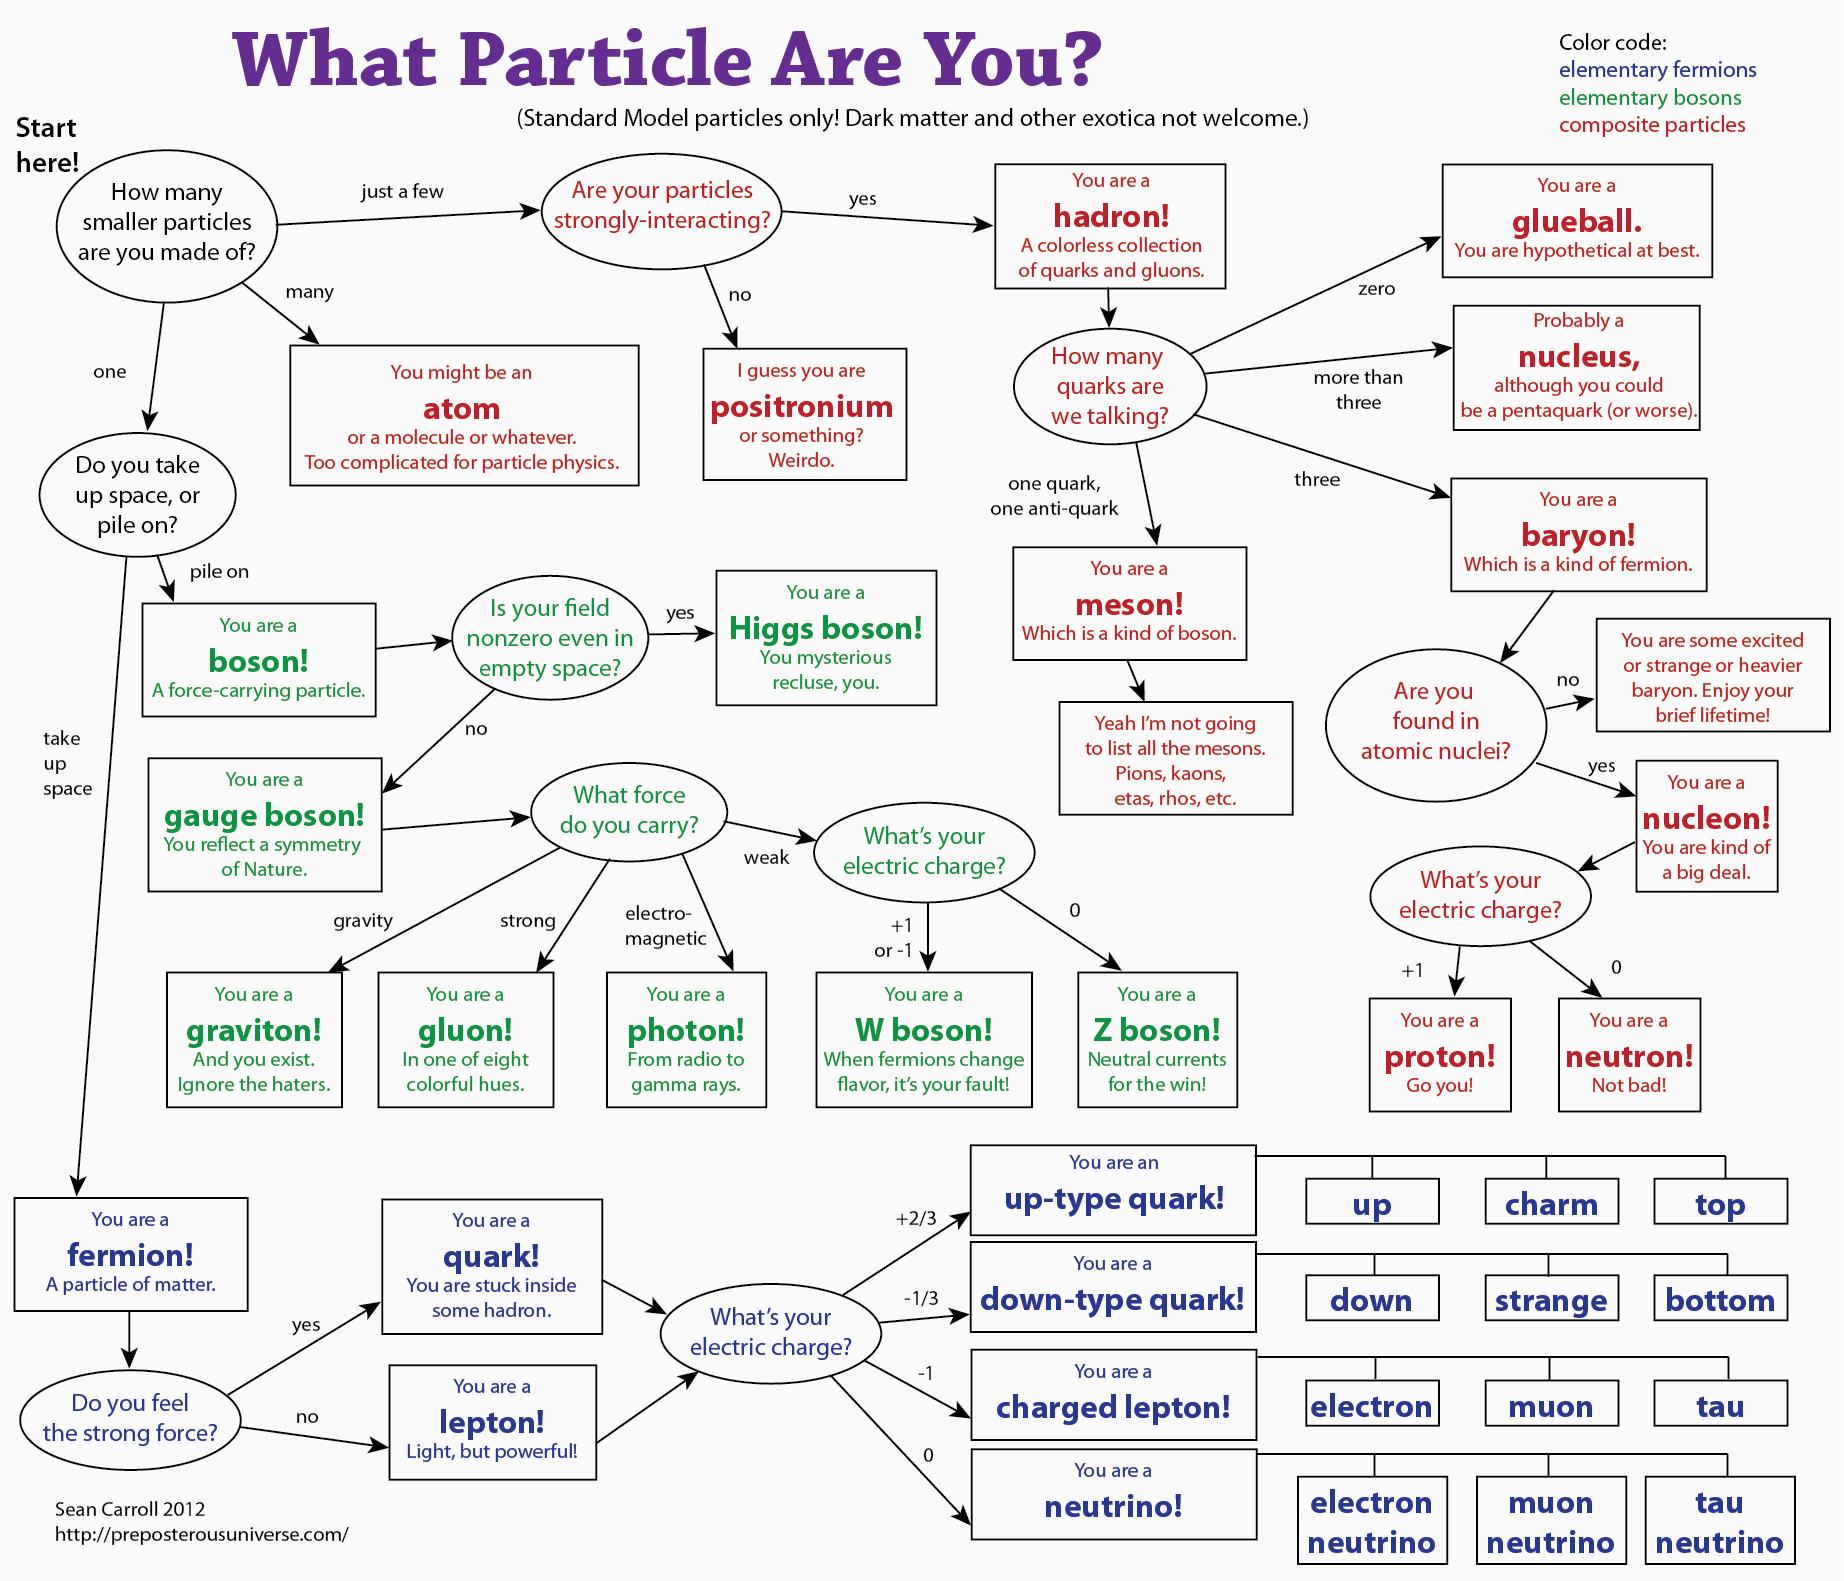 What Particle Are You?
(Standard Model particles only! Dark matter and other exotica not welcome.)
Color code:
elementary fermions
elementary bosons
composite particles
Start
here!
How many
smaller particles
are you made of?
just a few
many
one
Are your particles
strongly-interacting?
yes
no
You are a
hadron!
A colorless collection
of quarks and gluons.
You are a
glueball.
You are hypothetical at best.
zero
Probably a
nucleus,
although you could
be a pentaquark (or worse).
more than
three
How many
quarks are
we talking?
You might be an
atom
or a molecule or whatever.
Too complicated for particle physics.
I guess you are
positronium
or something?
Weirdo.
one quark,
one anti-quark
three
You are a
baryon!
Which is a kind of fermion.
Do you take
up space, or
pile on?
pile on
take
up
space
You are a
meson!
Which is a kind of boson.
Yeah I'm not going
to list all the mesons.
Pions, kaons,
etas, rhos, etc.
You are a
boson!
A force-carrying particle.
Is your field
nonzero even in
empty space?
yes
no
You are a
Higgs boson!
You mysterious
recluse, you.
Are you
found in
atomic nuclei?
no
yes
You are some excited
or strange or heavier
baryon. Enjoy your
brief lifetime!
You are a
nucleon!
You are kind of
a big deal.
You are a
gauge boson!
You reflect a symmetry
of Nature.
What force
do you carry?
weak
What's your
electric charge?
gravity
strong
electro-
magnetic
+1
or -1
0
What's your
electric charge?
+1
0
You are a
graviton!
And you exist.
Ignore the haters.
You are a
gluon!
In one of eight
colorful hues.
You are a
photon!
From radio to
gamma rays.
You are a
W boson!
When fermions change
flavor, it's your fault!
You are a
Z boson!
Neutral currents
for the win!
You are a
proton!
Go you!
You are a
neutron!
Not bad!
You are a
fermion!
A particle of matter.
Do you feel
the strong force?
yes
no
You are a
quark!
You are stuck inside
some hadron.
You are a
lepton!
Light, but powerful!
What's your
electric charge?
+2/3
-1/3
-1
0
You are an
up-type quark!
up
charm
top
You are a
down-type quark!
down
strange
bottom
You are a
charged lepton!
electron
muon
tau
You are a
neutrino!
electron
neutrino
muon
neutrino
tau
neutrino
Sean Carroll 2012
http://preposterousuniverse.com/